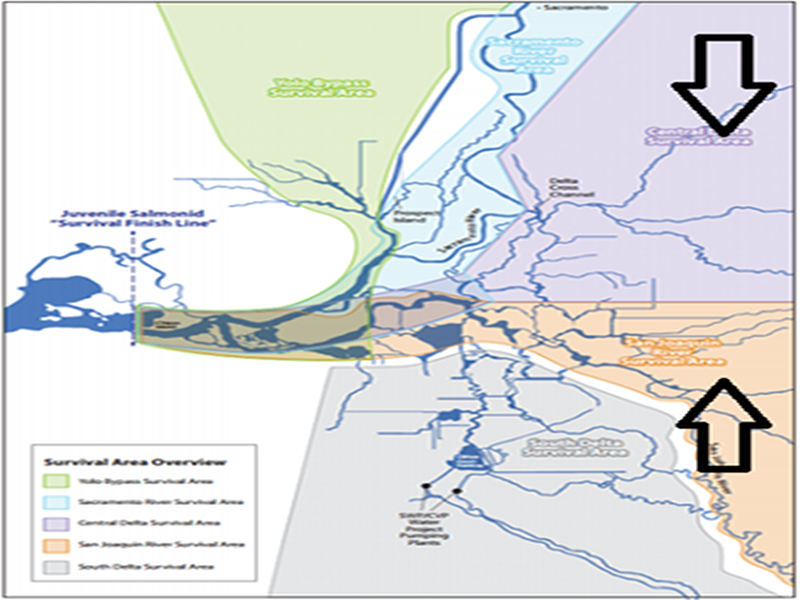 - Sacramento
Sacramento
River
Survival
Area
Yolo Bypass
Survival Area
Central Delta
Survival Area
Delta
Cross
Channel
Juvenile Salmonid
"Survival Finish Line"
Prospect
Island
San Joaquin
River
Survival Area
South Delta
Survival Area
SWP/CVP
Water
Project
Pumping
Plants
Survival Area Overview
Yolo Bypass Survival Area
Sacramento River Survival Area
Central Delta Survival Area
San Joaquin River Survival Area
South Delta Survival Area